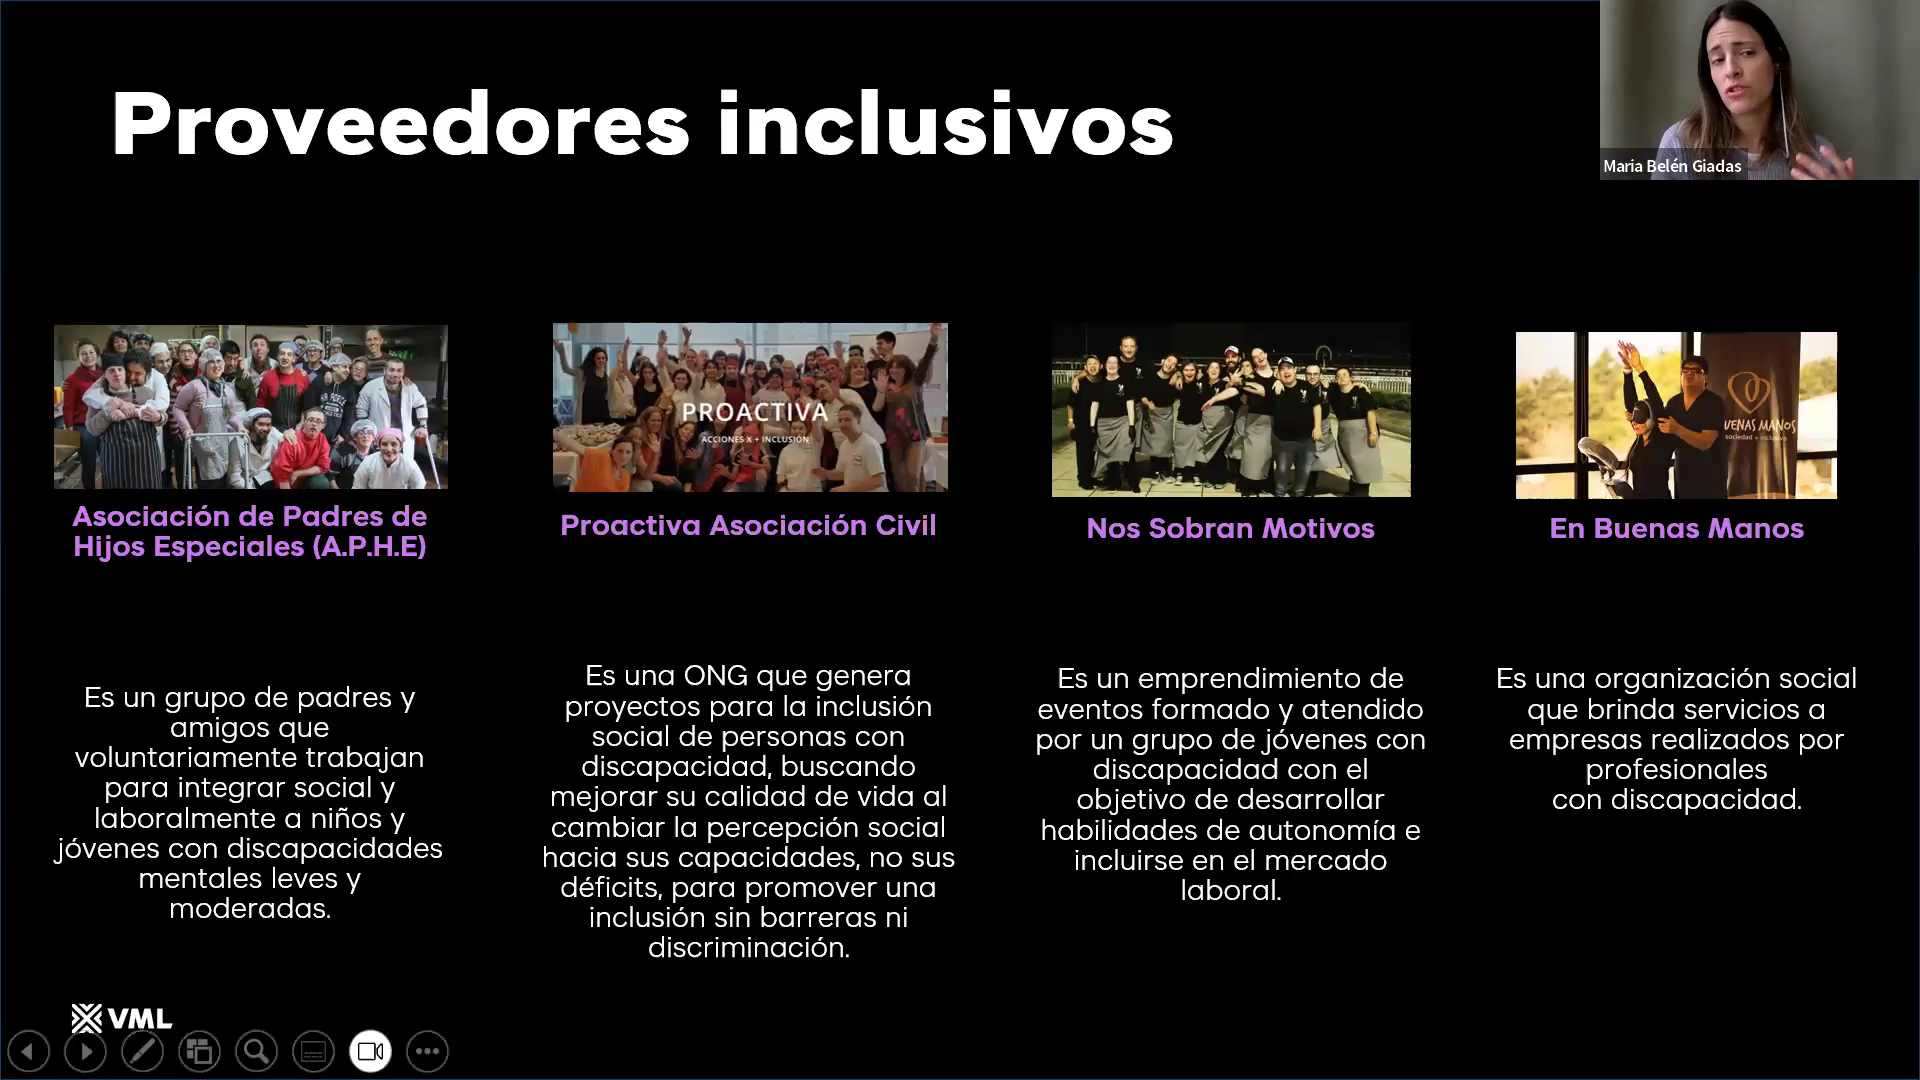 Proveedores inclusivos
Maria Belén Giadas
PROACTIVA
ACCIONES X + INCLUSIÓN
UENAS MANOS
sociedad + inclusiva
Asociación de Padres de
Hijos Especiales (A.P.H.E)
Es un grupo de padres y
amigos que
voluntariamente trabajan
para integrar social y
laboralmente a niños y
jóvenes con discapacidades
mentales leves y
moderadas.
Proactiva Asociación Civil
Es una ONG que genera
proyectos para la inclusión
social de personas con
discapacidad, buscando
mejorar su calidad de vida al
cambiar la percepción social
hacia sus capacidades, no sus
déficits, para promover una
inclusión sin barreras ni
discriminación.
Nos Sobran Motivos
Es un emprendimiento de
eventos formado y atendido
por un grupo de jóvenes con
discapacidad con el
objetivo de desarrollar
habilidades de autonomía e
incluirse en el mercado
laboral.
En Buenas Manos
Es una organización social
que brinda servicios a
empresas realizados por
profesionales
con discapacidad.
VML